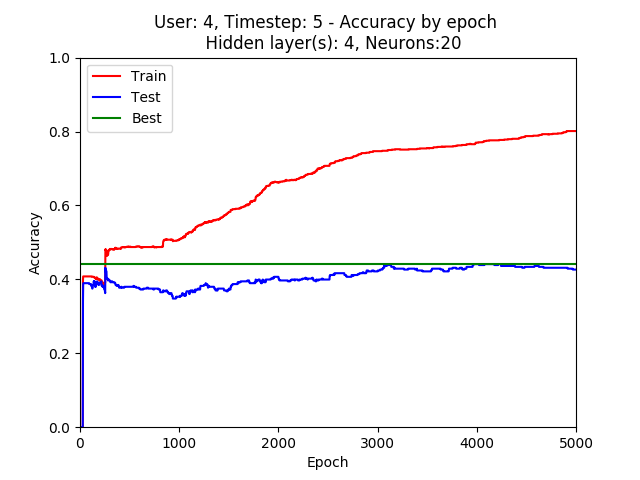 User: 4, Timestep: 5 - Accuracy by epoch
Hidden layer(s): 4, Neurons:20
1.0
0.8
0.6
0.4
0.2
0.0
Accuracy
Train
Test
Best
0 1000 2000 3000 4000 5000
Epoch